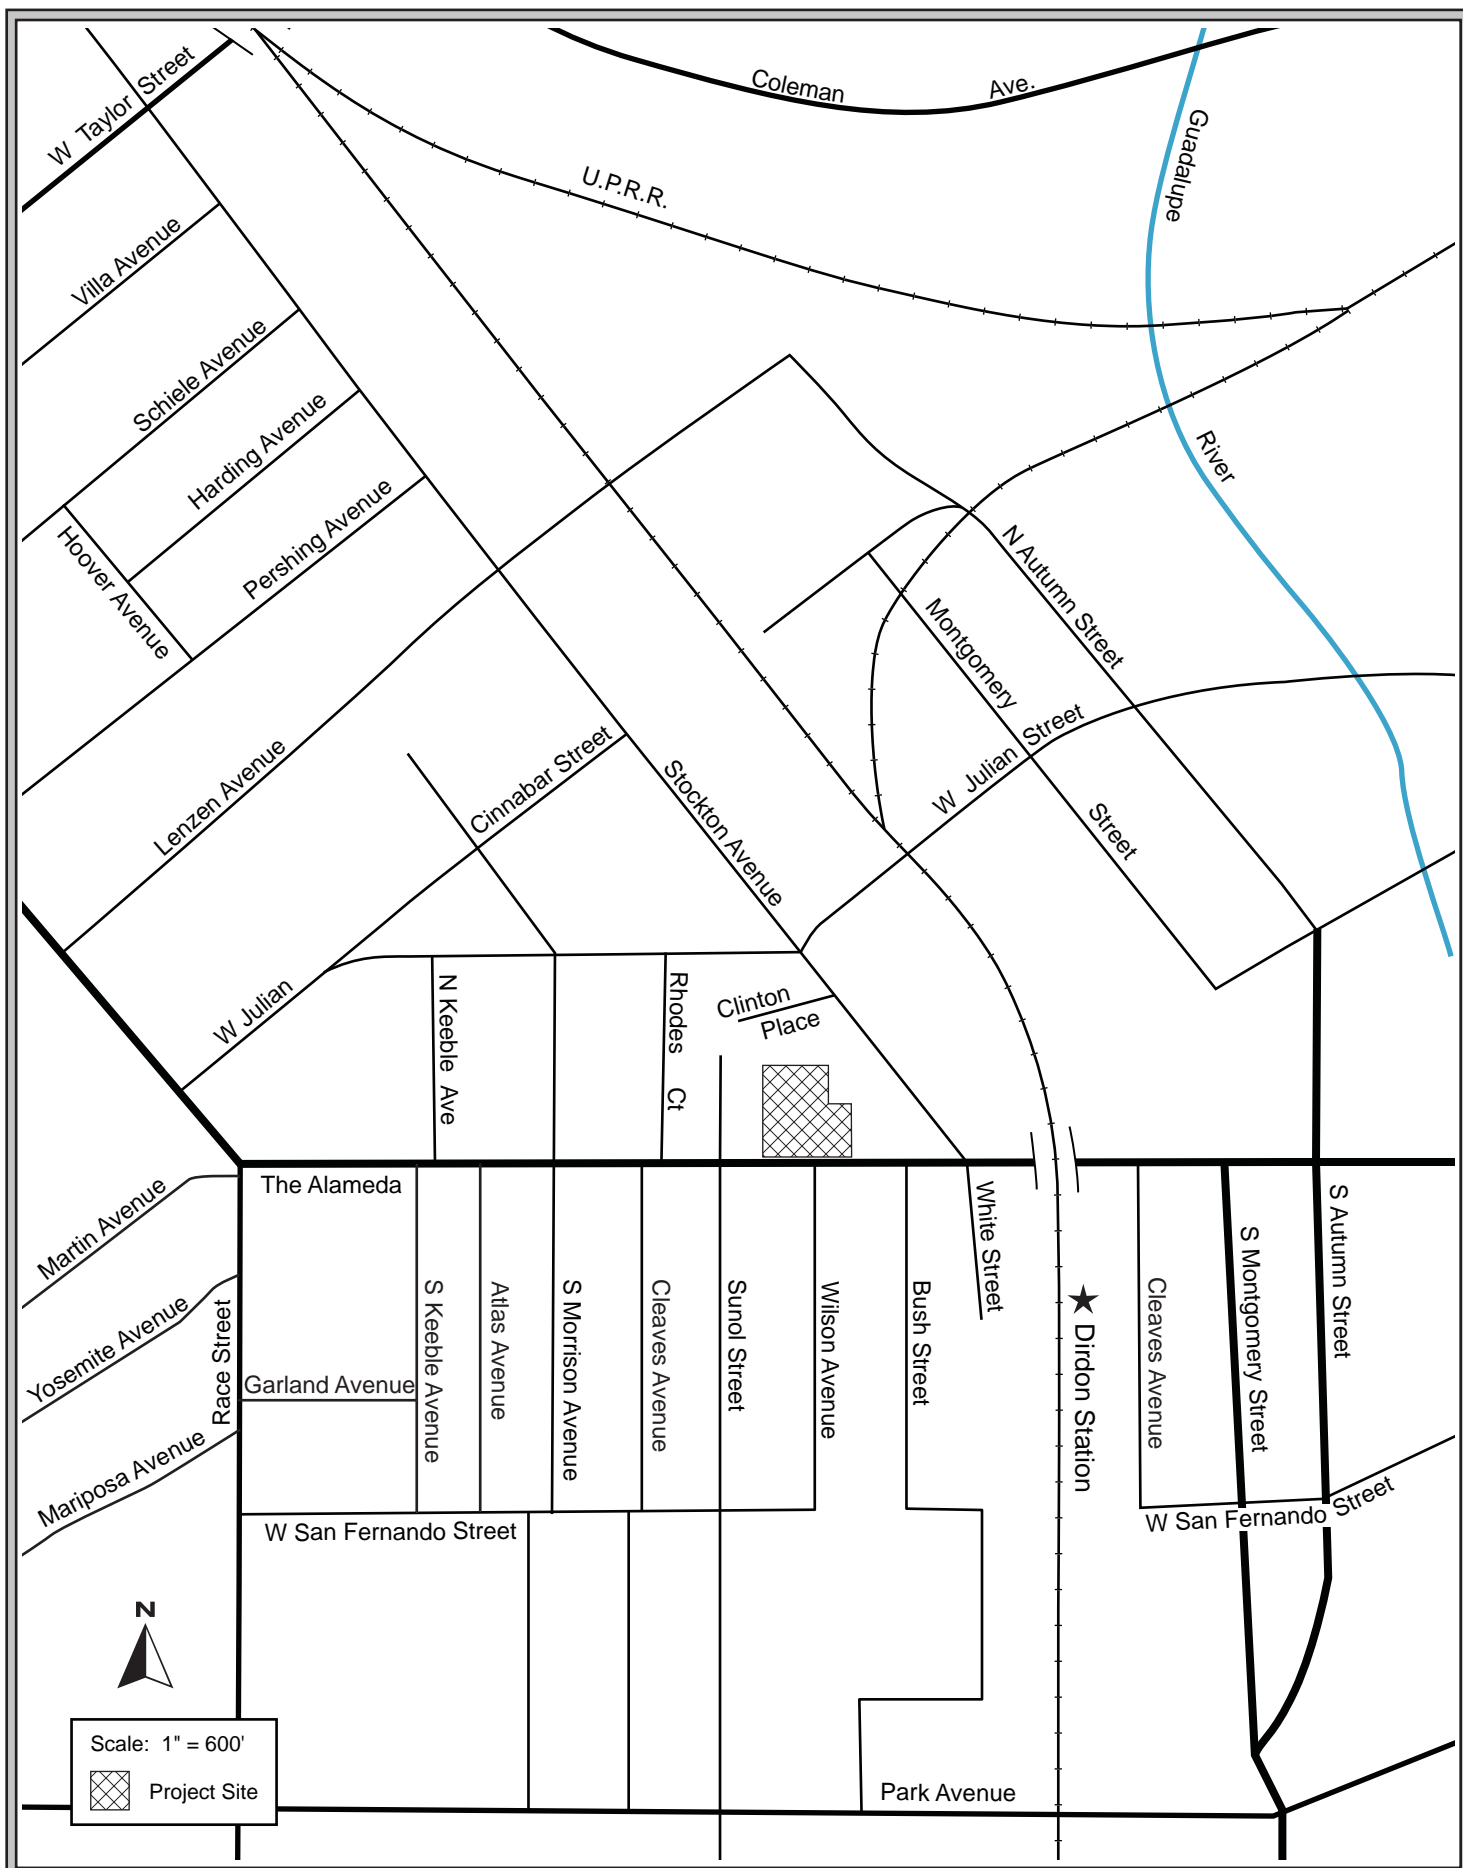 W Taylor Street
Coleman Ave.
Guadalupe
U.P.R.R.
Villa Avenue
Schiele Avenue
Harding Avenue
River
Pershing Avenue
Hoover Avenue
N Autumn Street
Montgomery
W Julian Street
Lenzen Avenue
Cinnabar Street
Stockton Avenue
Street
W Julian
N Keeble Ave
Rhodes Ct
Clinton
Place
The Alameda
Martin Avenue
White Street
S Autumn Street
S Montgomery Street
Yosemite Avenue
Race Street
S Keeble Avenue
Atlas Avenue
S Morrison Avenue
Cleaves Avenue
Sunol Street
Wilson Avenue
Bush Street
Dirdon Station
Cleaves Avenue
Garland Avenue
Mariposa Avenue
W San Fernando Street
W San Fernando Street
N
Scale: 1" = 600'
Project Site
Park Avenue